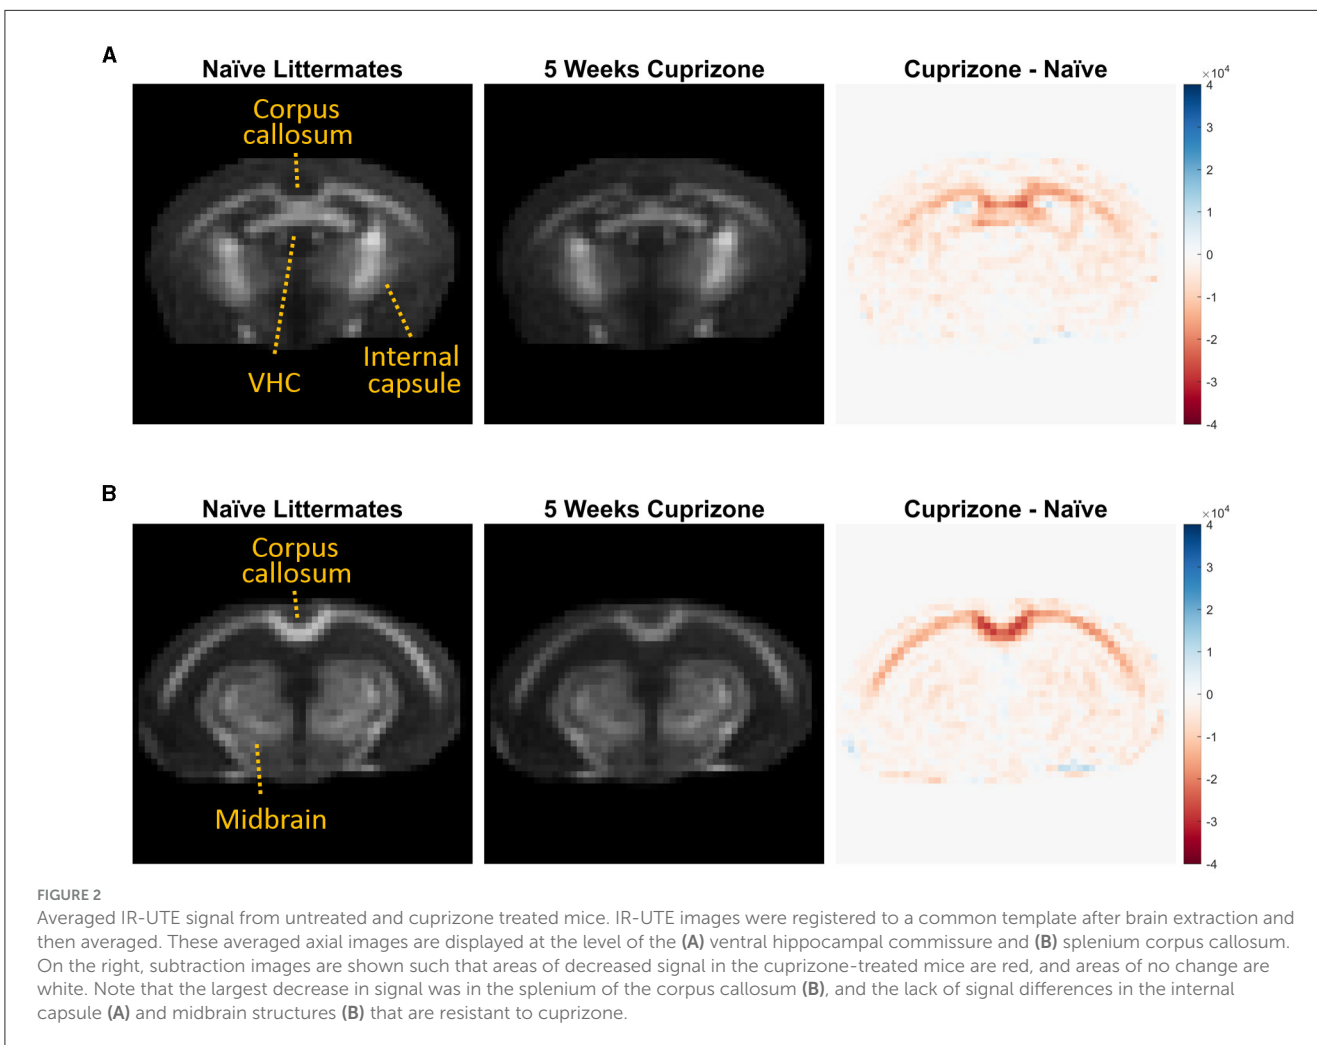 A
Naïve Littermates
5 Weeks Cuprizone
Cuprizone - Naïve
×10⁴
Corpus
callosum
VHC
Internal
capsule
4
3
2
1
0
-1
-2
-3
-4
B
Naïve Littermates
5 Weeks Cuprizone
Cuprizone - Naïve
×10⁴
Corpus
callosum
Midbrain
4
3
2
1
0
-1
-2
-3
-4
FIGURE 2
Averaged IR-UTE signal from untreated and cuprizone treated mice. IR-UTE images were registered to a common template after brain extraction and
then averaged. These averaged axial images are displayed at the level of the (A) ventral hippocampal commissure and (B) splenium corpus callosum.
On the right, subtraction images are shown such that areas of decreased signal in the cuprizone-treated mice are red, and areas of no change are
white. Note that the largest decrease in signal was in the splenium of the corpus callosum (B), and the lack of signal differences in the internal
capsule (A) and midbrain structures (B) that are resistant to cuprizone.